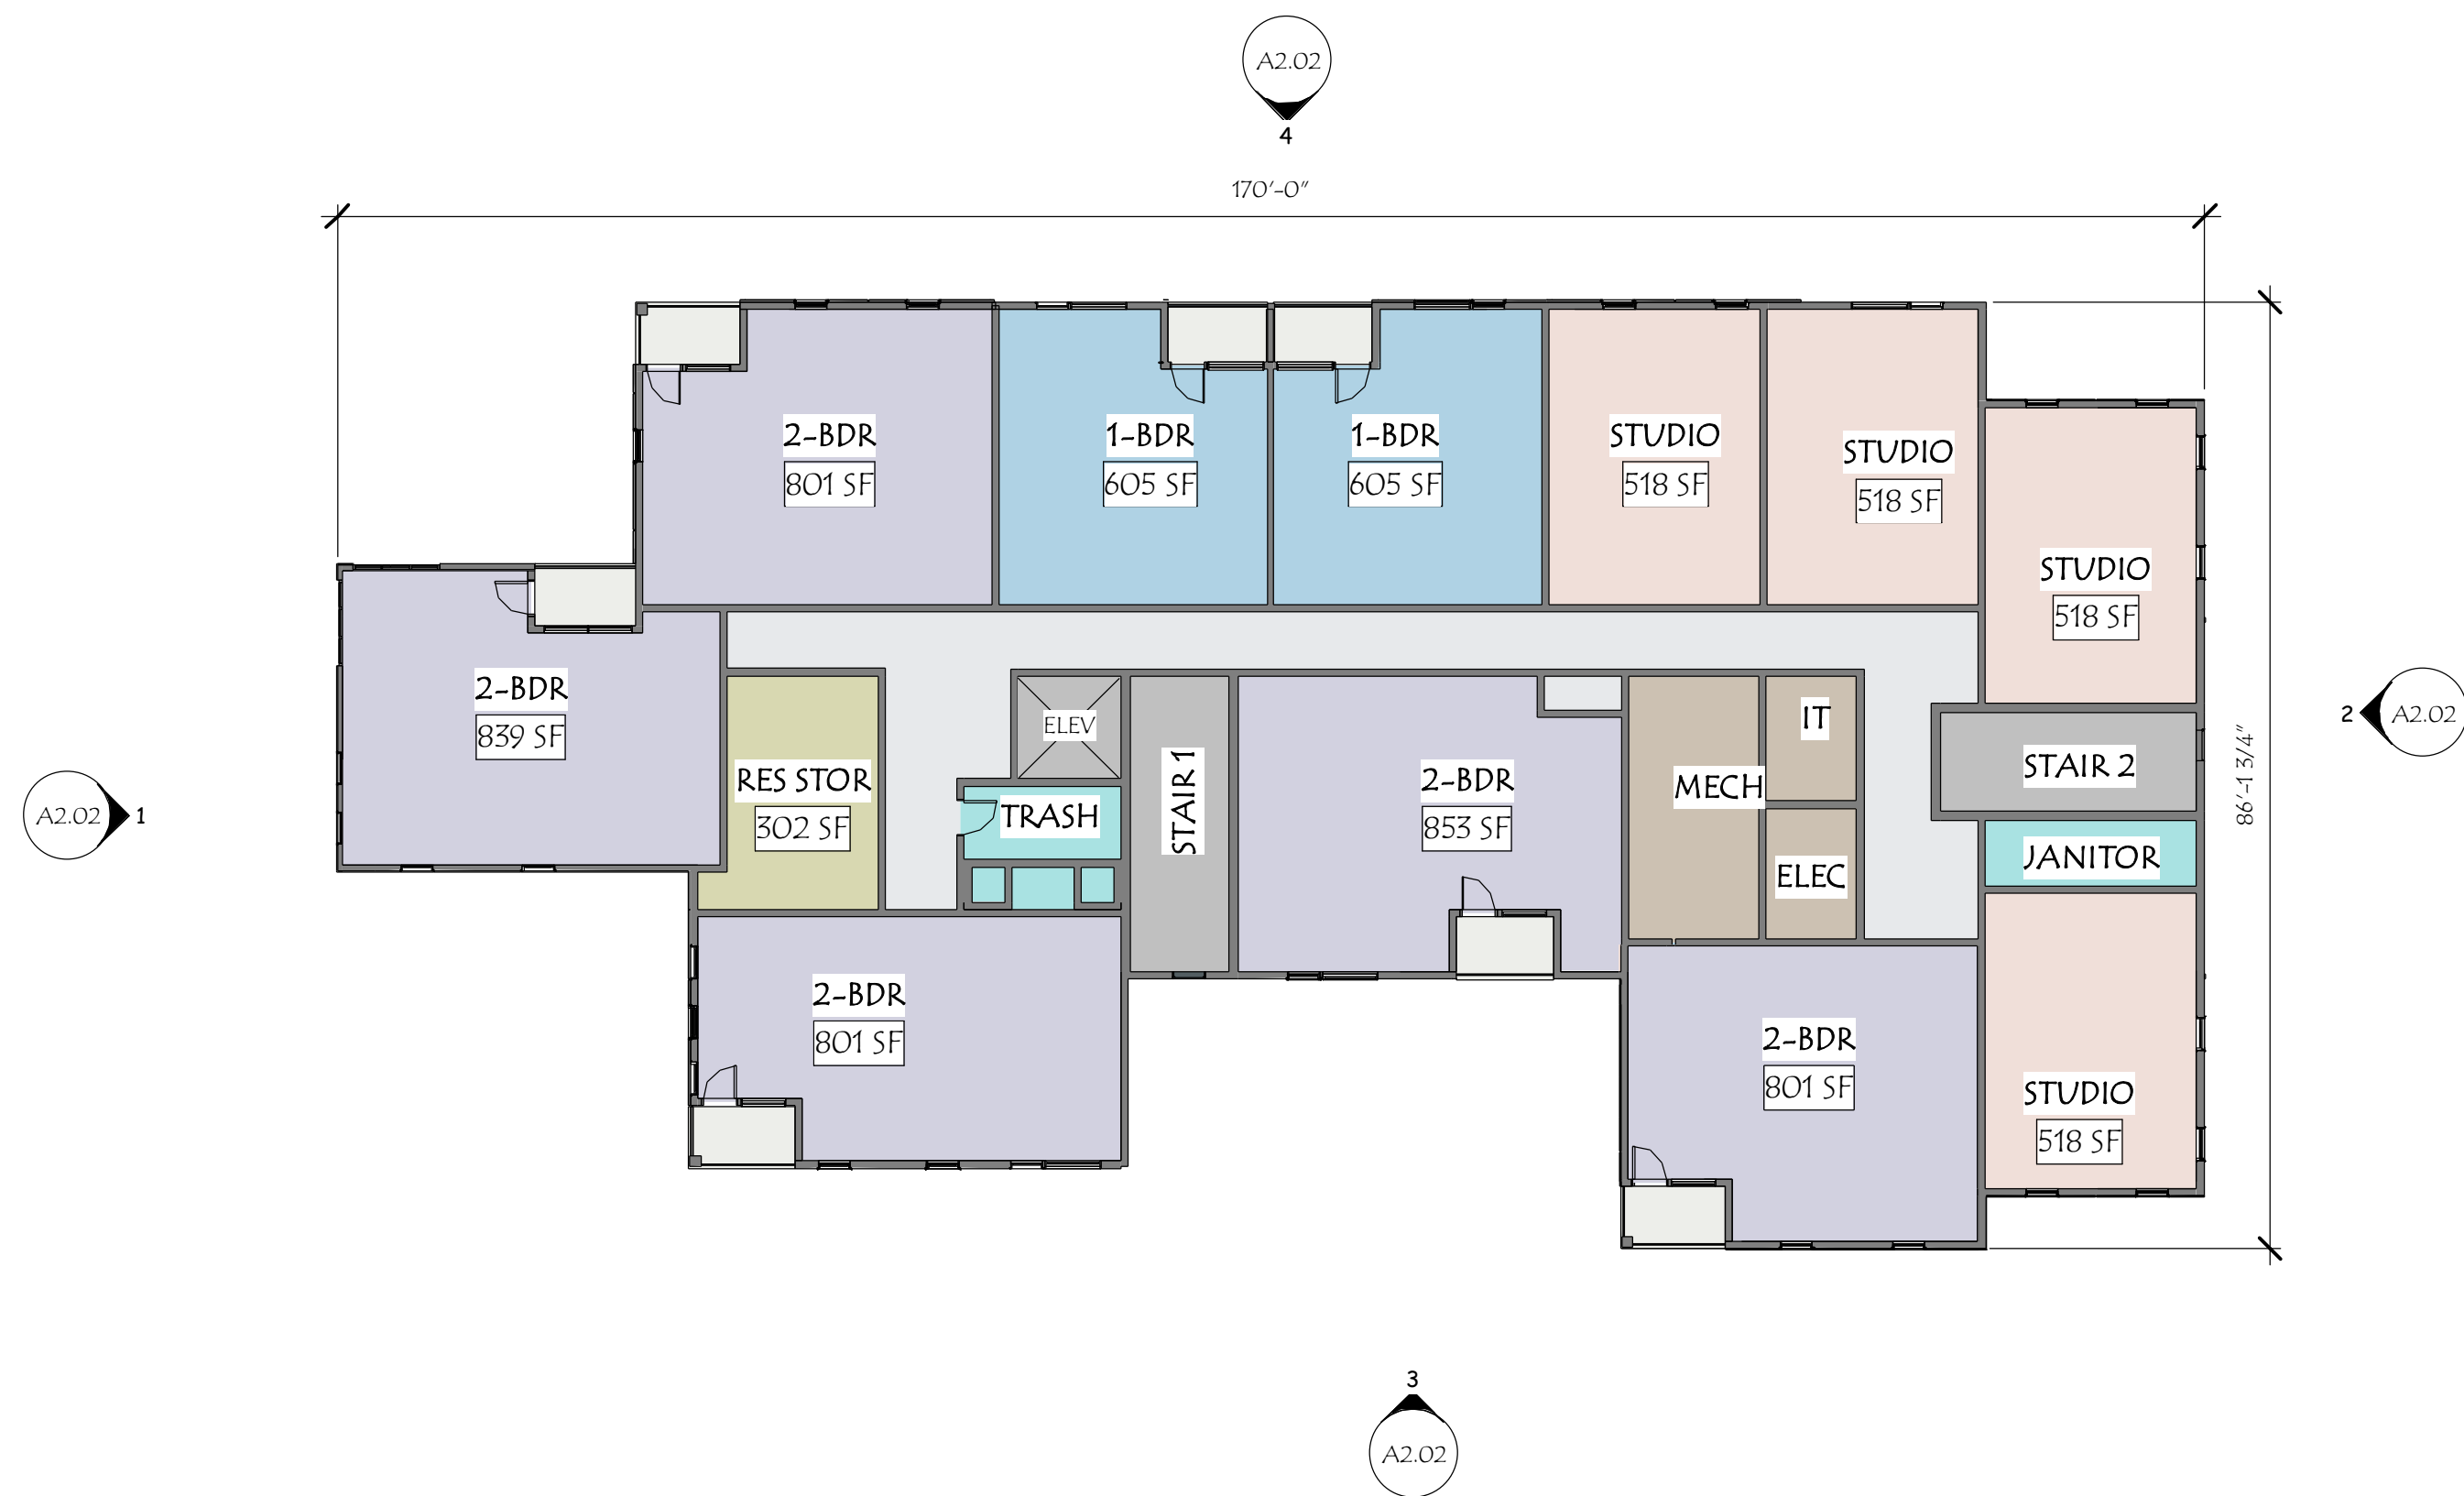 A2.02
4
170'-0"
2-BDR
801 SF
1-BDR
605 SF
1-BDR
605 SF
STUDIO
518 SF
STUDIO
518 SF
STUDIO
518 SF
2-BDR
839 SF
RES STOR
302 SF
ELEV
TRASH
STAIR 1
2-BDR
853 SF
MECH
IT
ELEC
STAIR 2
JANITOR
2
A2.02
86'-1 3/4"
A2.02
1
2-BDR
801 SF
2-BDR
801 SF
STUDIO
518 SF
3
A2.02